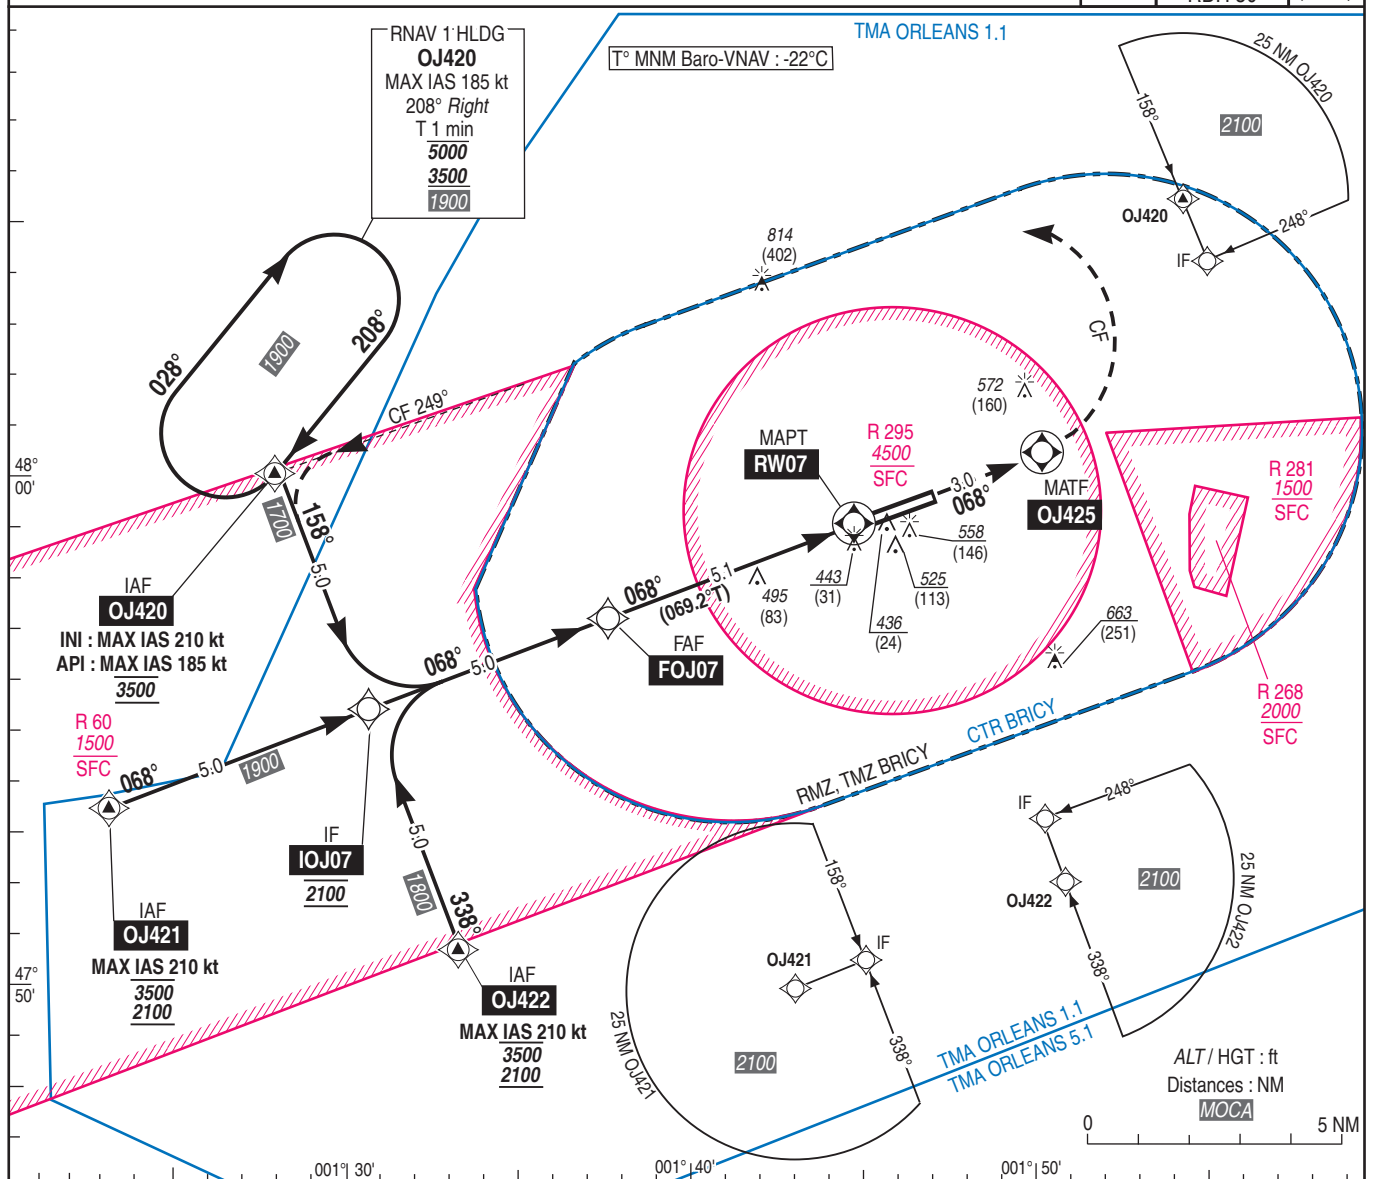 TMA ORLEANS 1.1
RNAV 1 HLDG
OJ420
MAX IAS 185 kt
208° Right
T 1 min
5000
3500
1900
T° MNM Baro-VNAV : -22°C
25 NM OJ420
158°
2100
OJ420
248°
IF
814
(402)
CF
028°
1900
208°
CF 249°
572
(160)
MAPT
RW07
R 295
4500
SFC
3.0
068°
MATF
OJ425
R 281
1500
SFC
48°
00'
1700
158°
5.0
558
(146)
525
(113)
443
(31)
436
(24)
495
(83)
5.1
068°
(069.2°T)
IAF
OJ420
INI : MAX IAS 210 kt
API : MAX IAS 185 kt
3500
FAF
FOJ07
663
(251)
R 268
2000
SFC
068°
5.0
R 60
1500
SFC
068°
5.0
1900
CTR BRICY
RMZ, TMZ BRICY
IF
IOJ07
2100
5.0
1800
338°
IAF
OJ421
MAX IAS 210 kt
3500
2100
IAF
OJ422
MAX IAS 210 kt
3500
2100
47°
50'
158°
OJ421
IF
338°
2100
25 NM OJ421
IF
248°
OJ422
2100
338°
25 NM OJ422
TMA ORLEANS 1.1
TMA ORLEANS 5.1
ALT / HGT : ft
Distances : NM
MOCA
0
5 NM
001° 30'
001° 40'
001° 50'